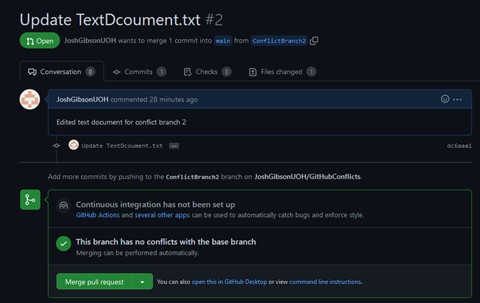 Update TextDcoument.txt #2
Open JoshGibsonUOH wants to merge 1 commit into main from ConflictBranch2
Conversation 0 Commits 1 Checks 0 Files changed 1
JoshGibsonUOH commented 28 minutes ago
Edited text document for conflict branch 2
Update TextDcoument.txt ... dc6aaa1
Add more commits by pushing to the ConflictBranch2 branch on JoshGibsonUOH/GitHubConflicts.
Continuous integration has not been set up
GitHub Actions and several other apps can be used to automatically catch bugs and enforce style.
This branch has no conflicts with the base branch
Merging can be performed automatically.
Merge pull request You can also open this in GitHub Desktop or view command line instructions.